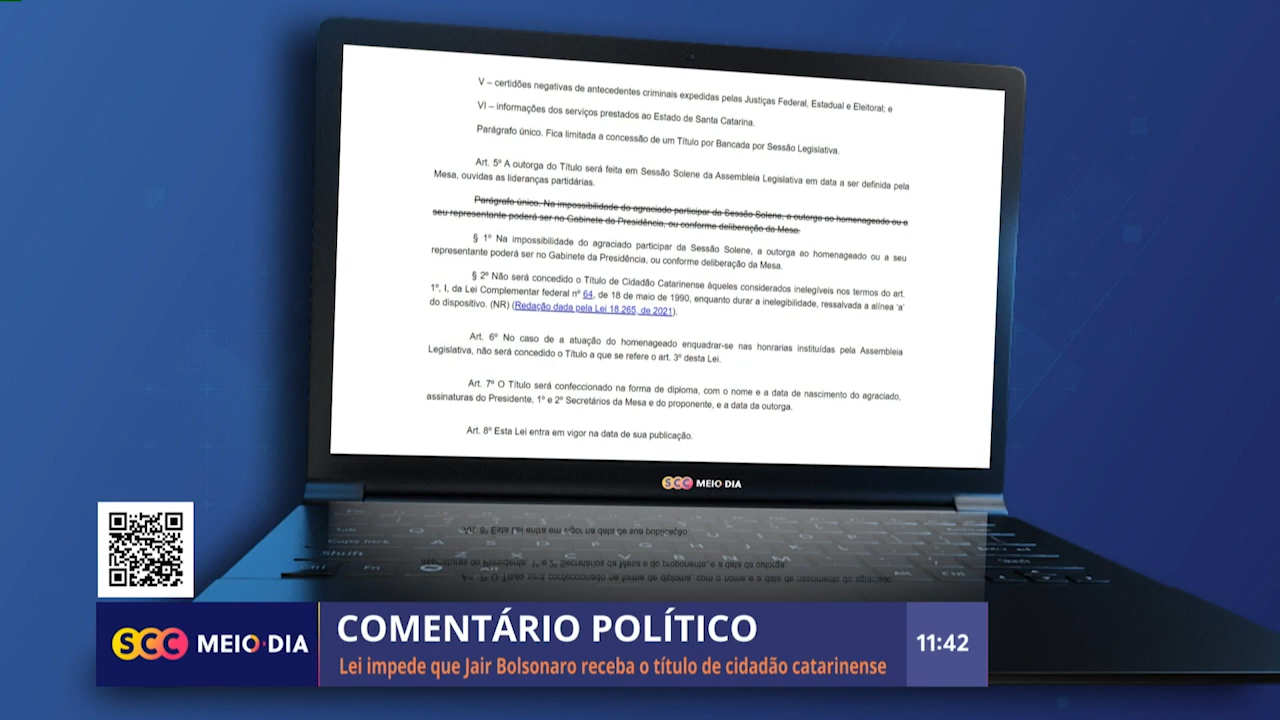 V – certidões negativas de antecedentes criminais expedidas pelas Justiças Federal, Estadual e Eleitoral; e
VI – informações dos serviços prestados ao Estado de Santa Catarina.
Parágrafo único. Fica limitada a concessão de um Título por Bancada por Sessão Legislativa.
Art. 5º A outorga do Título será feita em Sessão Solene da Assembleia Legislativa em data a ser definida pela
Mesa, ouvidas as lideranças partidárias.
Parágrafo único. Na impossibilidade do agraciado participar da Sessão Solene, a outorga ao homenageado ou a
seu representante poderá ser no Gabinete da Presidência, ou conforme deliberação da Mesa.
§ 1º Na impossibilidade do agraciado participar da Sessão Solene, a outorga ao homenageado ou a seu
representante poderá ser no Gabinete da Presidência, ou conforme deliberação da Mesa.
§ 2º Não será concedido o Título de Cidadão Catarinense àqueles considerados inelegíveis nos termos do art.
1º, I, da Lei Complementar federal nº 64, de 18 de maio de 1990, enquanto durar a inelegibilidade, ressalvada a alínea 'a'
do dispositivo. (NR) (Redação dada pela Lei 18.265, de 2021).
Art. 6º No caso de a atuação do homenageado enquadrar-se nas honrarias instituídas pela Assembleia
Legislativa, não será concedido o Título a que se refere o art. 3º desta Lei.
Art. 7º O Título será confeccionado na forma de diploma, com o nome e a data de nascimento do agraciado,
assinaturas do Presidente, 1º e 2º Secretários da Mesa e do proponente, e a data da outorga.
Art. 8º Esta Lei entra em vigor na data de sua publicação.
SCC MEIO DIA
SCC MEIO DIA
COMENTÁRIO POLÍTICO
11:42
Lei impede que Jair Bolsonaro receba o título de cidadão catarinense